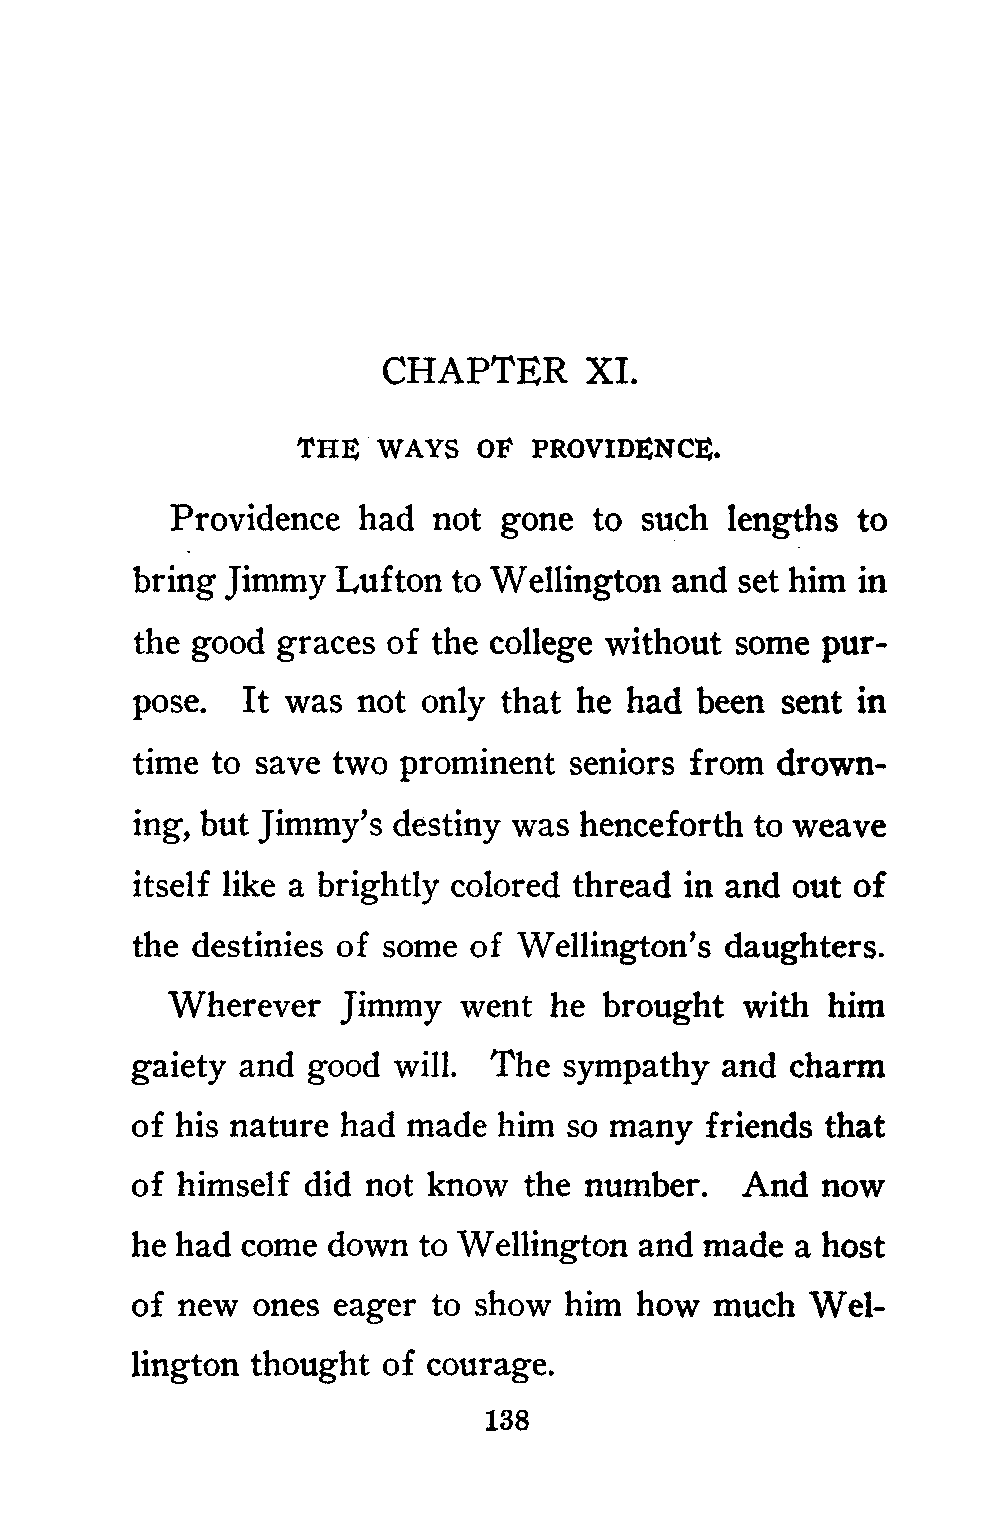 CHAPTER XI.
THE WAYS OF PROVIDENCE.
Providence had not gone to such lengths to
bring Jimmy Lufton to Wellington and set him in
the good graces of the college without some pur-
pose. It was not only that he had been sent in
time to save two prominent seniors from drown-
ing, but Jimmy's destiny was henceforth to weave
itself like a brightly colored thread in and out of
the destinies of some of Wellington's daughters.
Wherever Jimmy went he brought with him
gaiety and good will. The sympathy and charm
of his nature had made him so many friends that
of himself did not know the number. And now
he had come down to Wellington and made a host
of new ones eager to show him how much Wel-
lington thought of courage.
138